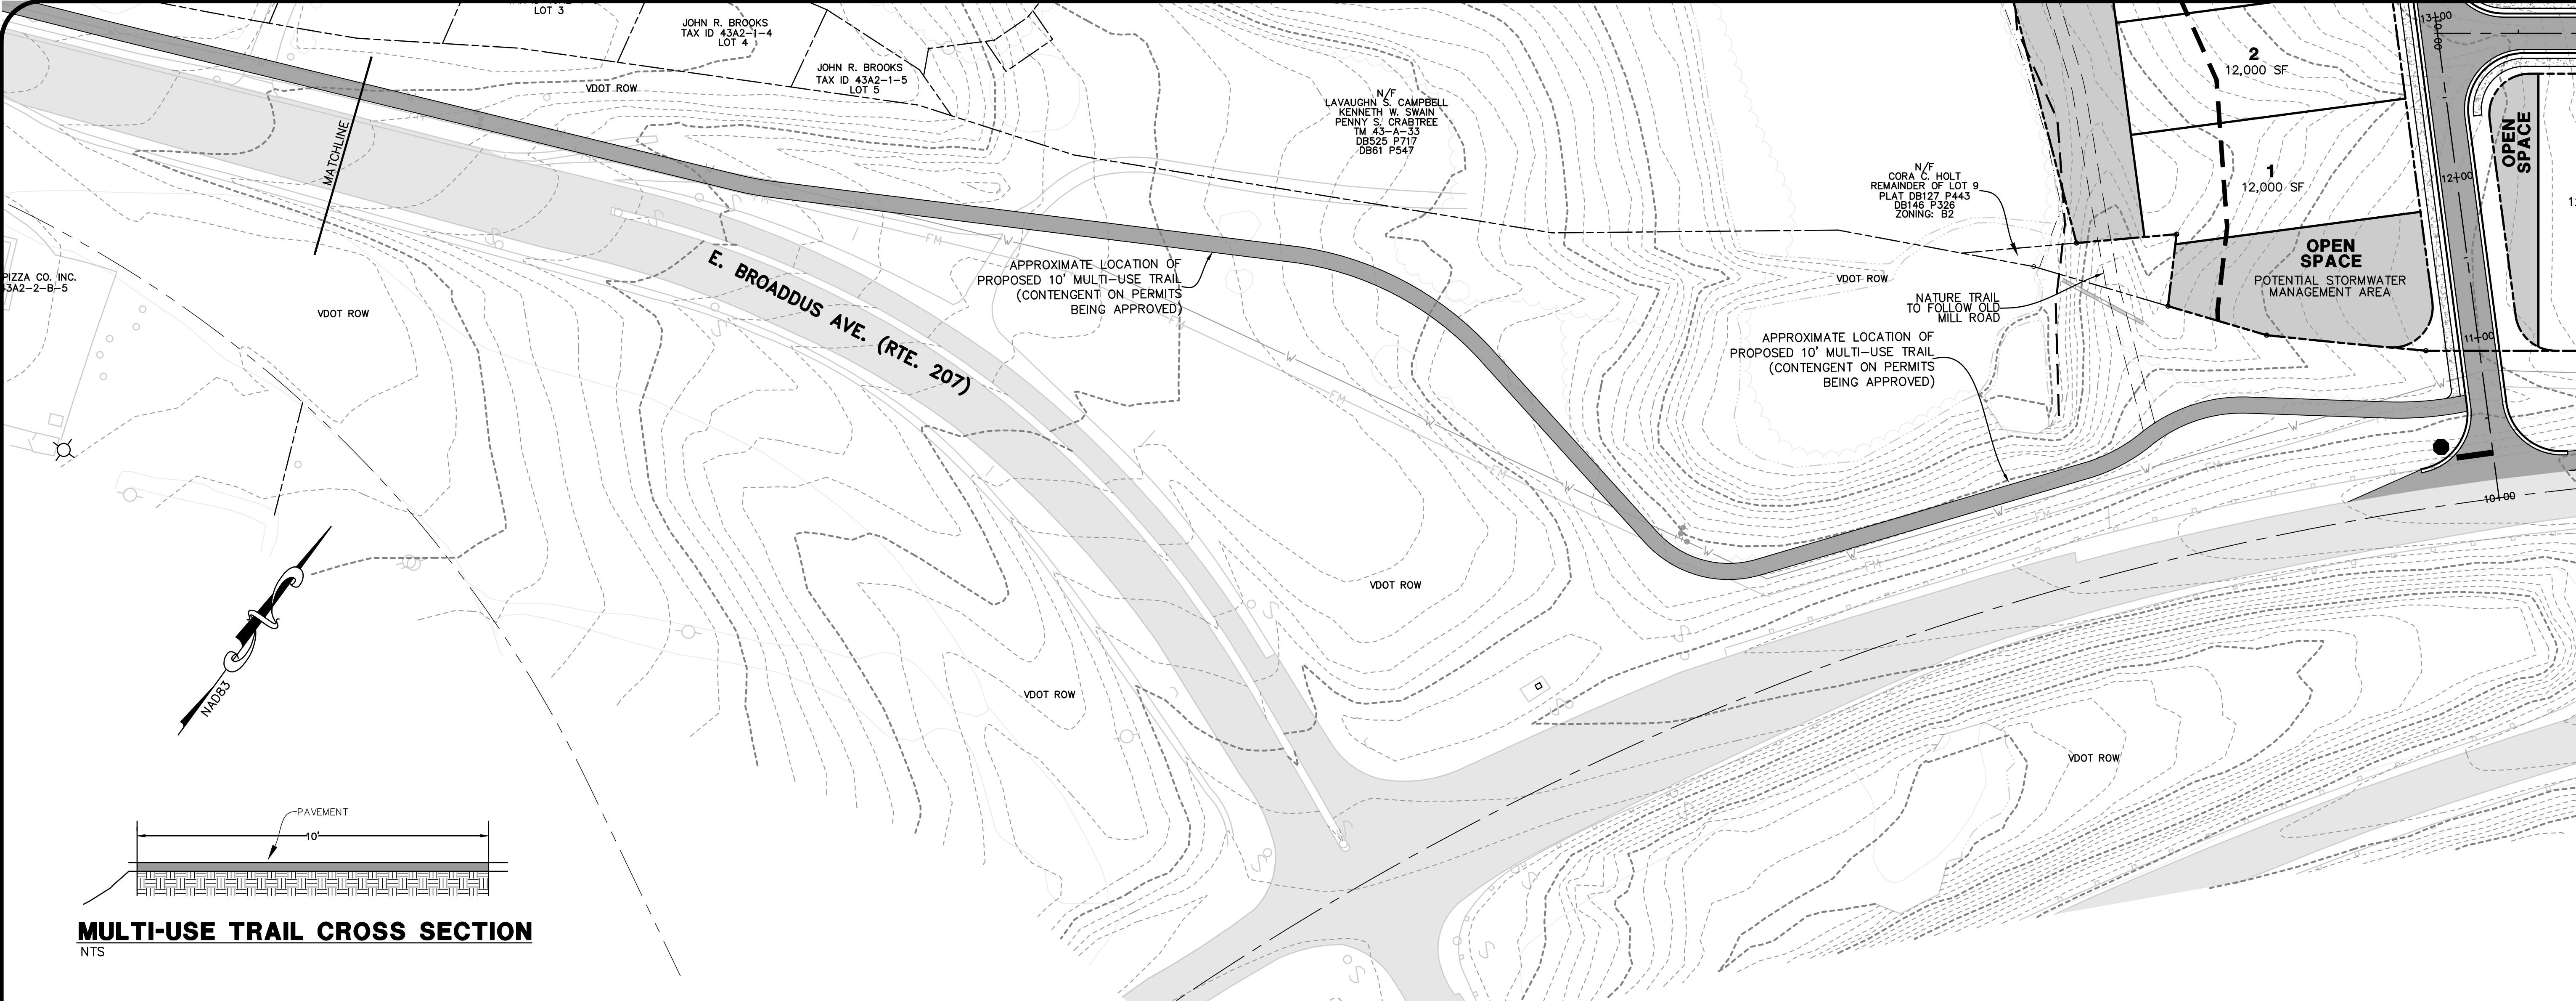 LOT 3
JOHN R. BROOKS
TAX ID 43A2-1-4
LOT 4
JOHN R. BROOKS
TAX ID 43A2-1-5
LOT 5
VDOT ROW
MATCHLINE
N/F
LAVAUGHN S. CAMPBELL
KENNETH W. SWAIN
PENNY S. CRABTREE
TM 43-A-33
DB525 P717
DB61 P547
N/F
CORA C. HOLT
REMAINDER OF LOT 9
PLAT DB127 P443
DB146 P326
ZONING: B2
2
12,000 SF
1
12,000 SF
13+00
12+00
11+00
10+00
OPEN
SPACE
OPEN
SPACE
POTENTIAL STORMWATER
MANAGEMENT AREA
VDOT ROW
NATURE TRAIL
TO FOLLOW OLD
MILL ROAD
APPROXIMATE LOCATION OF
PROPOSED 10' MULTI-USE TRAIL
(CONTENGENT ON PERMITS
BEING APPROVED)
APPROXIMATE LOCATION OF
PROPOSED 10' MULTI-USE TRAIL
(CONTENGENT ON PERMITS
BEING APPROVED)
E. BROADDUS AVE. (RTE. 207)
PIZZA CO. INC.
43A2-2-B-5
VDOT ROW
FM
W
FM
W
FM
W
FM
W
W
W
FM
W
FM
W
W
FM
W
VDOT ROW
VDOT ROW
VDOT ROW
NAD83
PAVEMENT
10'
MULTI-USE TRAIL CROSS SECTION
NTS